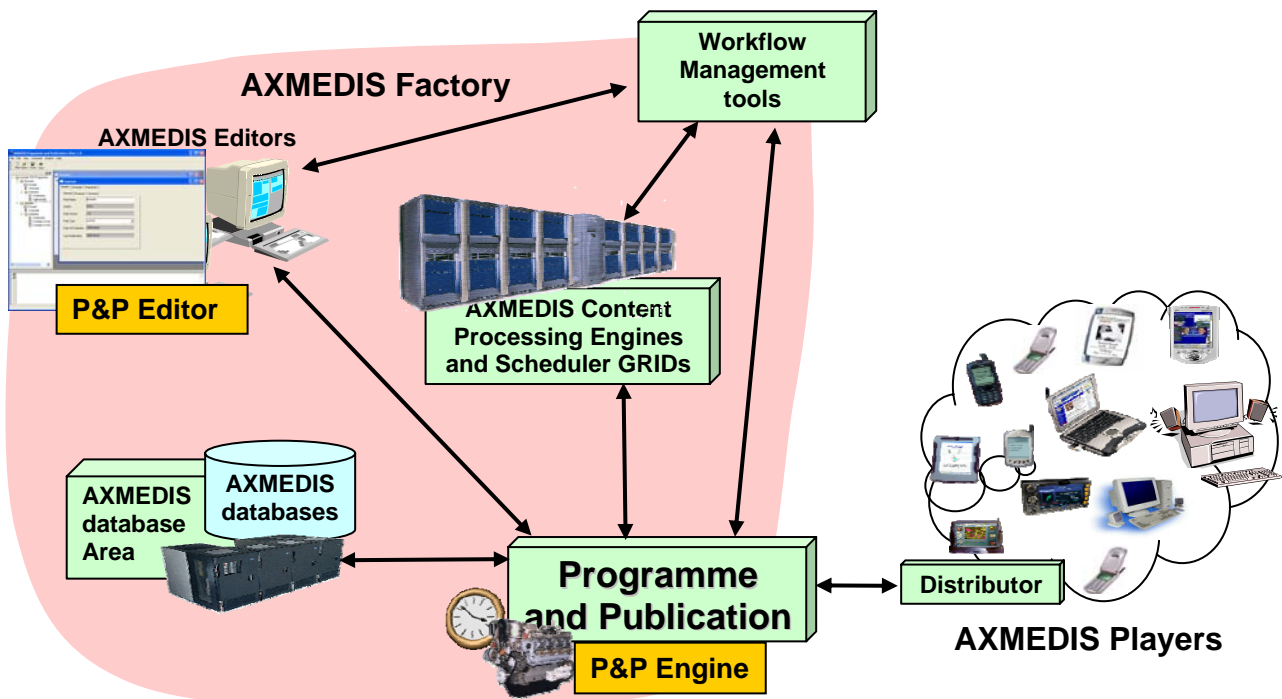 Workflow
Management
tools
AXMEDIS Factory
AXMEDIS Editors
P&P Editor
AXMEDIS Content
Processing Engines
and Scheduler GRIDs
AXMEDIS
database
Area
AXMEDIS
databases
Programme
and Publication
P&P Engine
Distributor
AXMEDIS Players